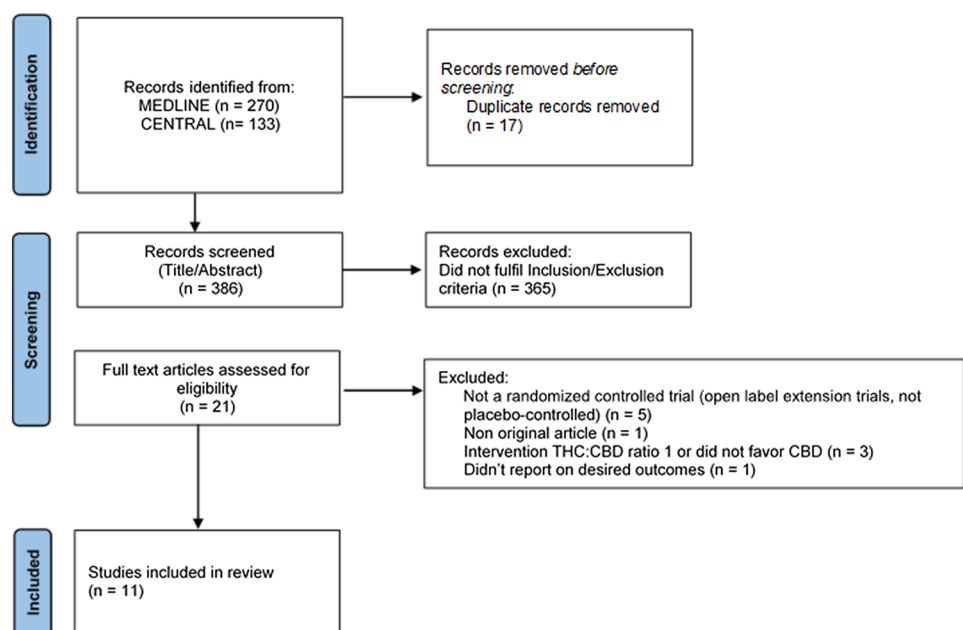 Identification
Records identified from:
MEDLINE (n = 270)
CENTRAL (n= 133)
Records removed before
screening:
Duplicate records removed
(n = 17)
Screening
Records screened
(Title/Abstract)
(n = 386)
Records excluded:
Did not fulfil Inclusion/Exclusion
criteria (n = 365)
Full text articles assessed for
eligibility
(n = 21)
Excluded:
Not a randomized controlled trial (open label extension trials, not
placebo-controlled) (n = 5)
Non original article (n = 1)
Intervention THC:CBD ratio 1 or did not favor CBD (n = 3)
Didn't report on desired outcomes (n = 1)
Included
Studies included in review
(n = 11)